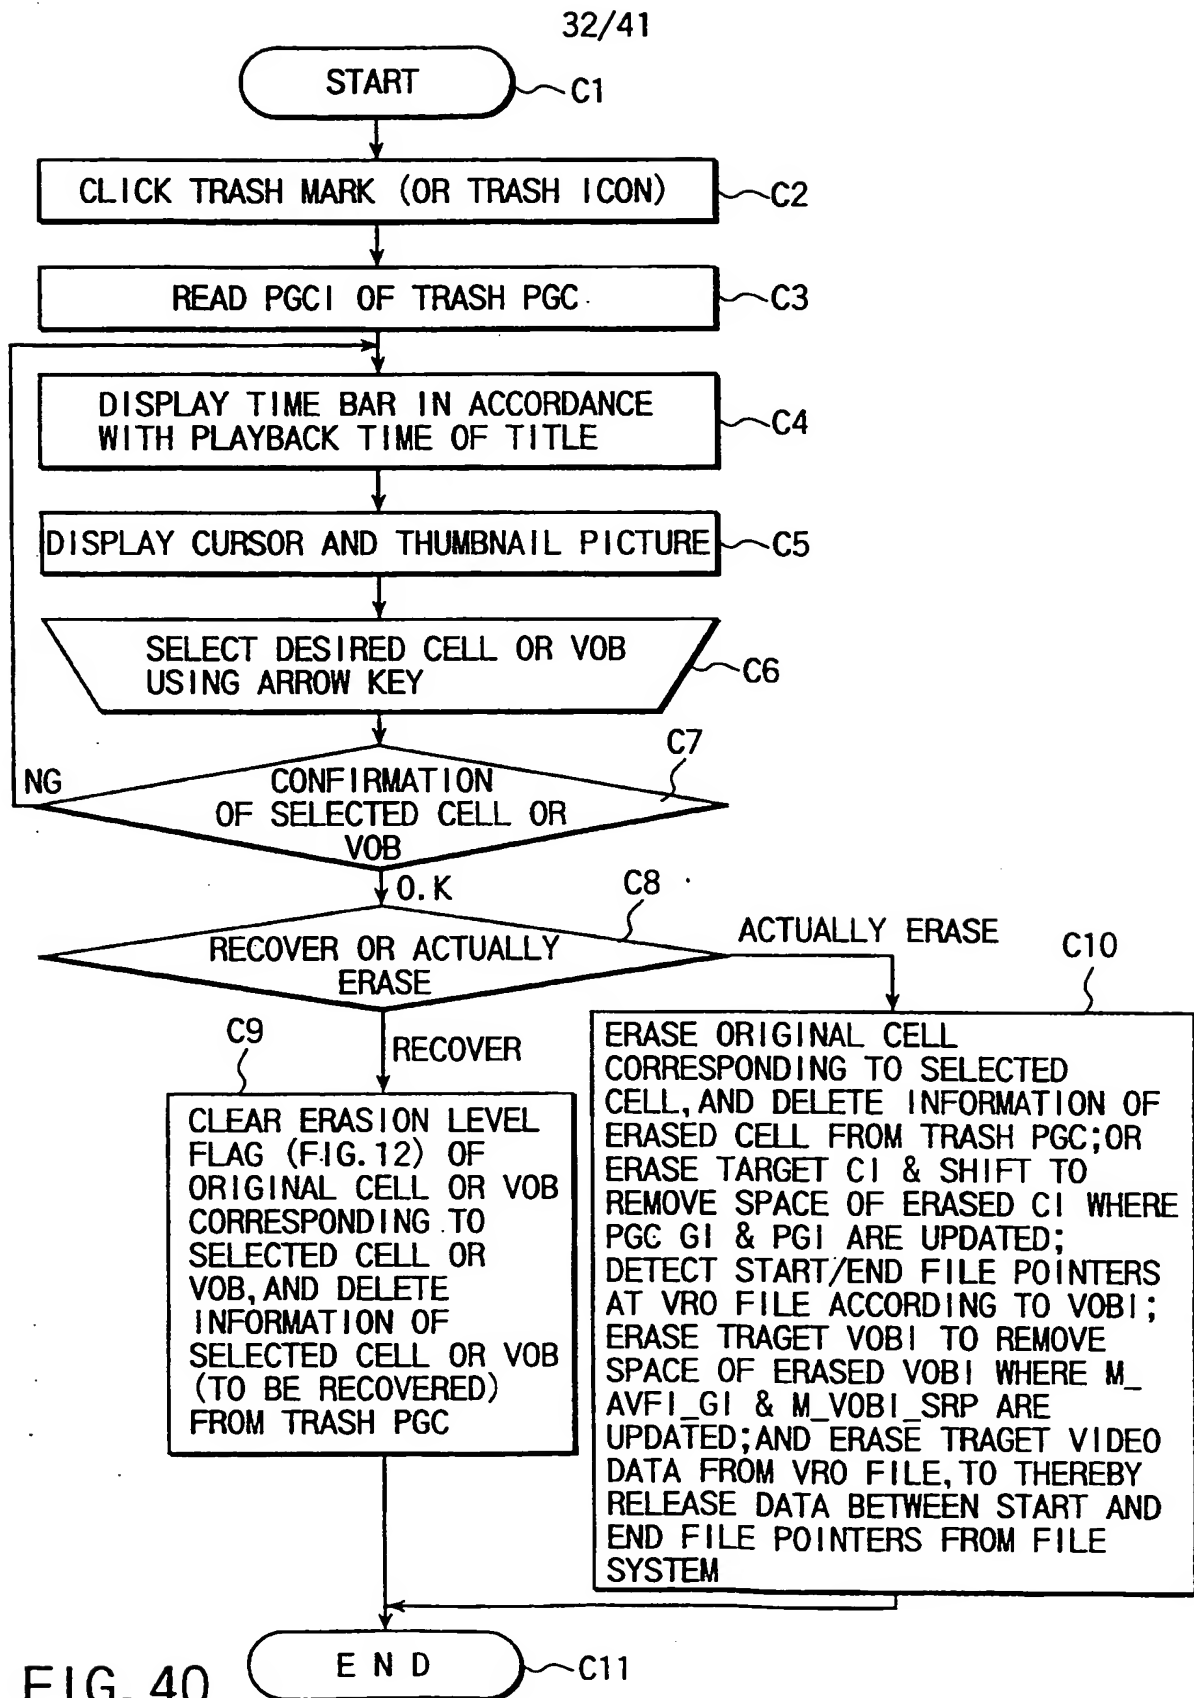 32/41
START
C1
CLICK TRASH MARK (OR TRASH ICON)
C2
READ PGCI OF TRASH PGC
C3
DISPLAY TIME BAR IN ACCORDANCE
WITH PLAYBACK TIME OF TITLE
C4
DISPLAY CURSOR AND THUMBNAIL PICTURE
C5
SELECT DESIRED CELL OR VOB
USING ARROW KEY
C6
C7
NG
CONFIRMATION
OF SELECTED CELL OR
VOB
O.K
C8
RECOVER OR ACTUALLY
ERASE
ACTUALLY ERASE
C10
C9
RECOVER
CLEAR ERASION LEVEL
FLAG (FIG.12) OF
ORIGINAL CELL OR VOB
CORRESPONDING TO
SELECTED CELL OR
VOB, AND DELETE
INFORMATION OF
SELECTED CELL OR VOB
(TO BE RECOVERED)
FROM TRASH PGC
ERASE ORIGINAL CELL
CORRESPONDING TO SELECTED
CELL, AND DELETE INFORMATION OF
ERASED CELL FROM TRASH PGC;OR
ERASE TARGET CI & SHIFT TO
REMOVE SPACE OF ERASED CI WHERE
PGC GI & PGI ARE UPDATED;
DETECT START/END FILE POINTERS
AT VRO FILE ACCORDING TO VOBI;
ERASE TRAGET VOBI TO REMOVE
SPACE OF ERASED VOBI WHERE M_
AVFI_GI & M_VOBI_SRP ARE
UPDATED;AND ERASE TRAGET VIDEO
DATA FROM VRO FILE, TO THEREBY
RELEASE DATA BETWEEN START AND
END FILE POINTERS FROM FILE
SYSTEM
END
C11
FIG. 40